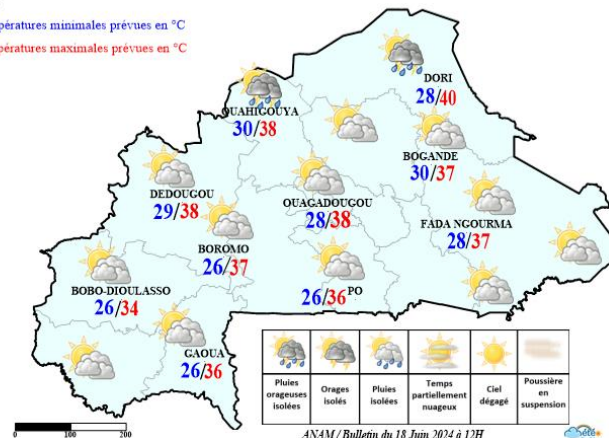 pératures minimales prévues en °C
pératures maximales prévues en °C
DORI
28/40
OUAHIGOUYA
30/38
BOGANDE
30/37
DEDOUGOU
29/38
OUAGADOUGOU
28/38
FADA NGOURMA
28/37
BOROMO
26/37
BOBO-DIOULASSO
26/34
26/36 PO
GAOUA
26/36
Pluies orageuses isolées
Orages isolés
Pluies isolées
Temps partiellement nuageux
Ciel dégagé
Poussière en suspension
0 100 200
ANAM / Bulletin du 18 Juin 2024 à 12H